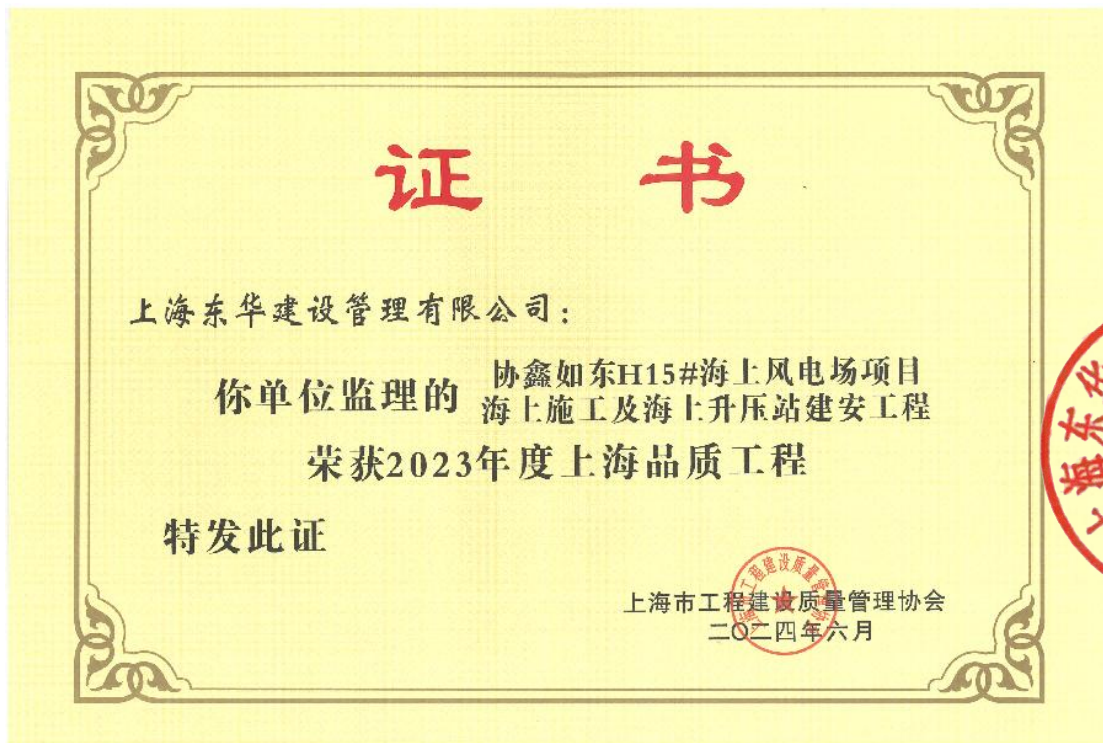 证 书
上海东华建设管理有限公司：
你单位监理的
协鑫如东H15#海上风电场项目
海上施工及海上升压站建安工程
荣获2023年度上海品质工程
特发此证
上海市工程建设质量管理协会
二〇二四年六月
上海东华